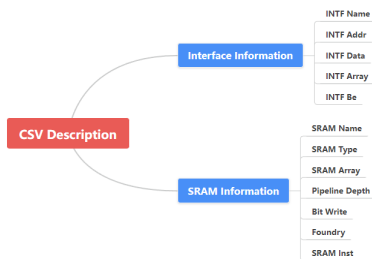 CSV Description
Interface Information
INTF Name
INTF Addr
INTF Data
INTF Array
INTF Be
SRAM Information
SRAM Name
SRAM Type
SRAM Array
Pipeline Depth
Bit Write
Foundry
SRAM Inst